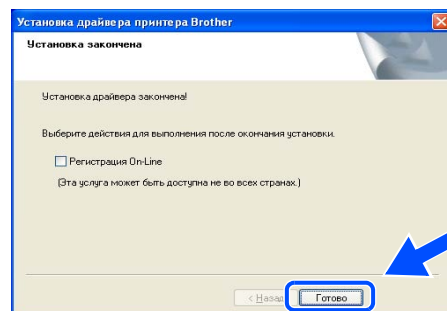 Установка драйвера принтера Brother
Установка закончена
Установка драйвера закончена!
Выберите действия для выполнения после окончания установки.
Регистрация On-Line
(Эта услуга может быть доступна не во всех странах.)
< Назад
Готово